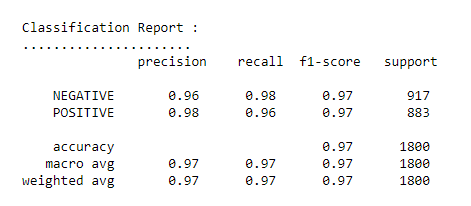 Classification Report :
......................
precision recall f1-score support
NEGATIVE 0.96 0.98 0.97 917
POSITIVE 0.98 0.96 0.97 883
accuracy 0.97 1800
macro avg 0.97 0.97 0.97 1800
weighted avg 0.97 0.97 0.97 1800